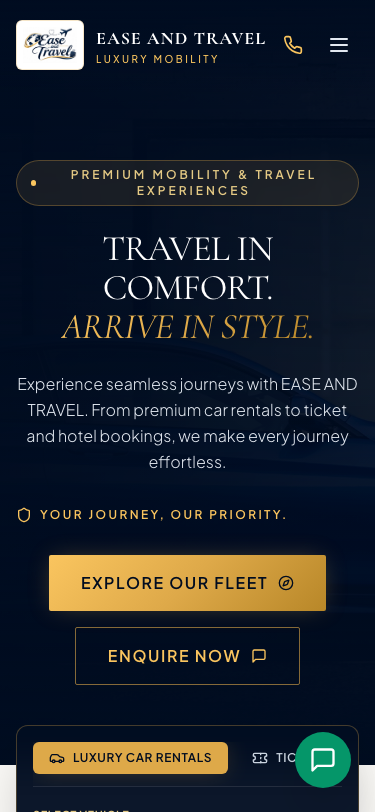 Ease
and
Travel
EASE AND TRAVEL
LUXURY MOBILITY
PREMIUM MOBILITY & TRAVEL
EXPERIENCES
TRAVEL IN
COMFORT.
ARRIVE IN STYLE.
Experience seamless journeys with EASE AND
TRAVEL. From premium car rentals to ticket
and hotel bookings, we make every journey
effortless.
YOUR JOURNEY, OUR PRIORITY.
EXPLORE OUR FLEET
ENQUIRE NOW
LUXURY CAR RENTALS